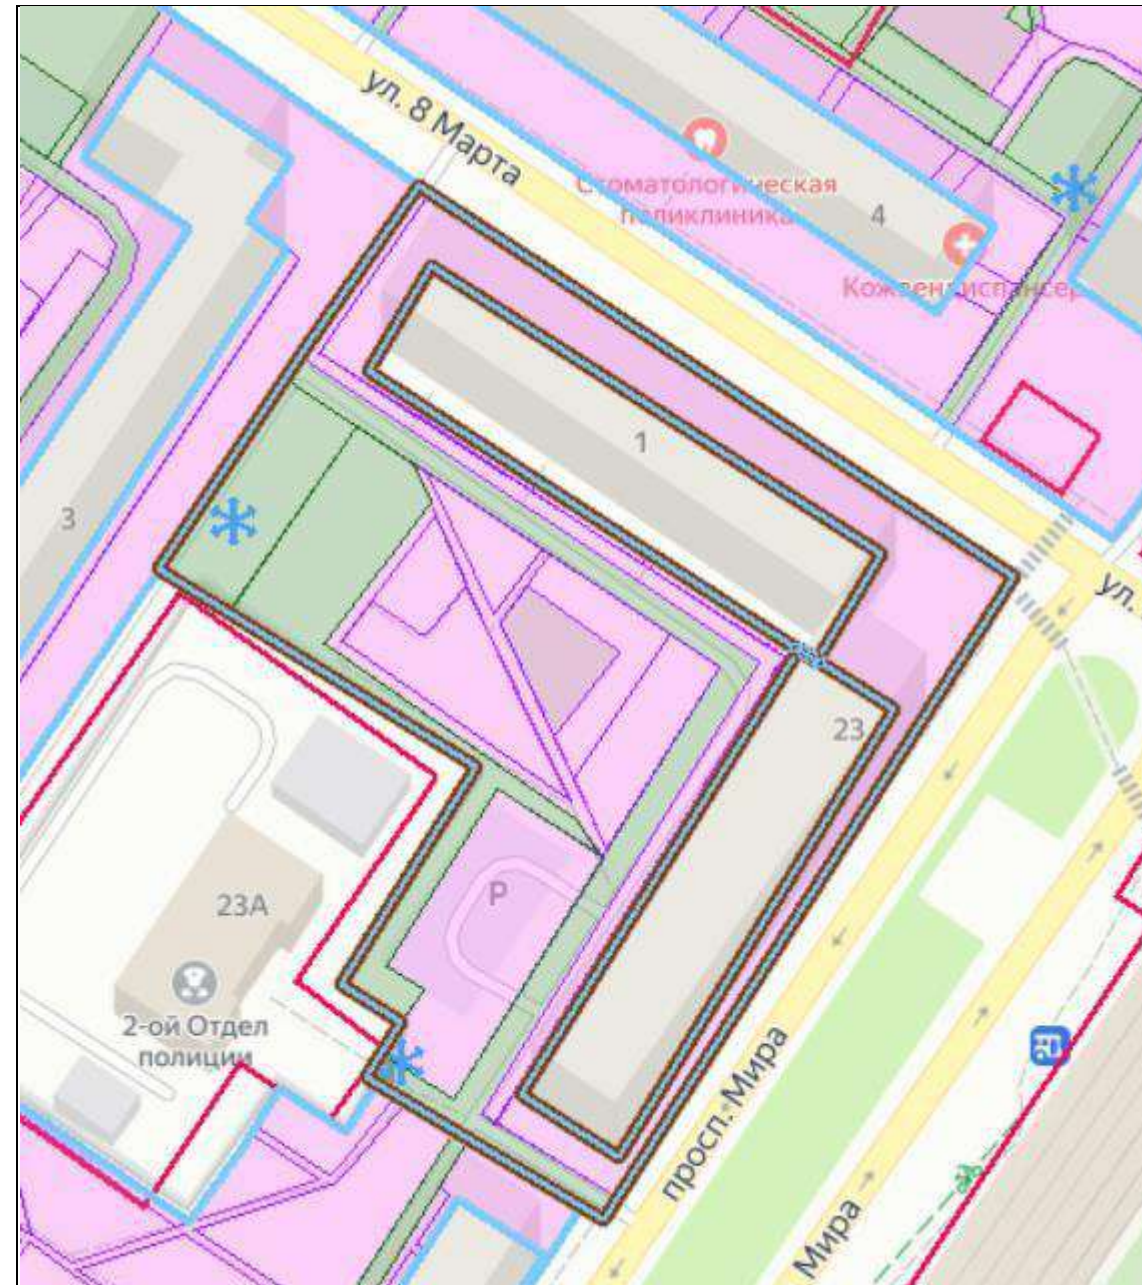 ул. 8 Марта
Стоматологическая
поликлиника
4
Кожвендиспансер
1
3
ул.
23
P
23А
2-ой Отдел
полиции
просп. Мира
Мира